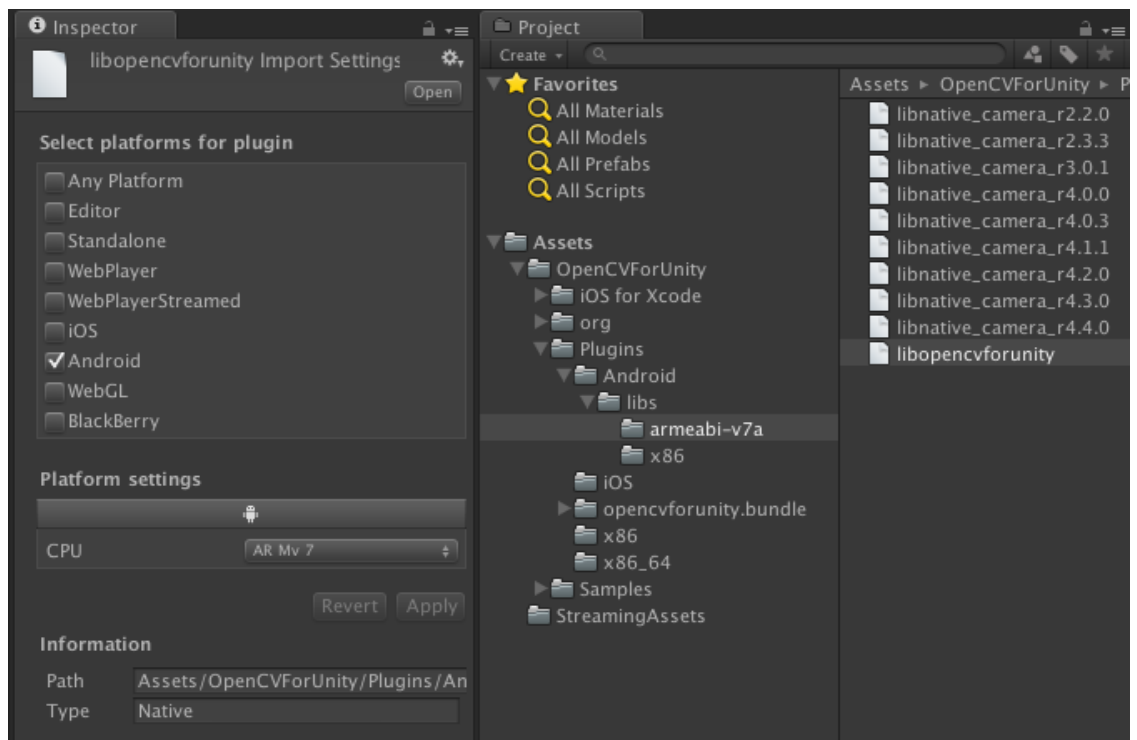 Inspector
libopencvforunity Import Settings
Open
Select platforms for plugin
Any Platform
Editor
Standalone
WebPlayer
WebPlayerStreamed
iOS
Android
WebGL
BlackBerry
Platform settings
CPU
AR Mv 7
Revert
Apply
Information
Path
Assets/OpenCVForUnity/Plugins/An
Type
Native
Project
Create
Favorites
All Materials
All Models
All Prefabs
All Scripts
Assets
OpenCVForUnity
iOS for Xcode
org
Plugins
Android
libs
armeabi-v7a
x86
iOS
opencvforunity.bundle
x86
x86_64
Samples
StreamingAssets
Assets ▸ OpenCVForUnity ▸ P
libnative_camera_r2.2.0
libnative_camera_r2.3.3
libnative_camera_r3.0.1
libnative_camera_r4.0.0
libnative_camera_r4.0.3
libnative_camera_r4.1.1
libnative_camera_r4.2.0
libnative_camera_r4.3.0
libnative_camera_r4.4.0
libopencvforunity